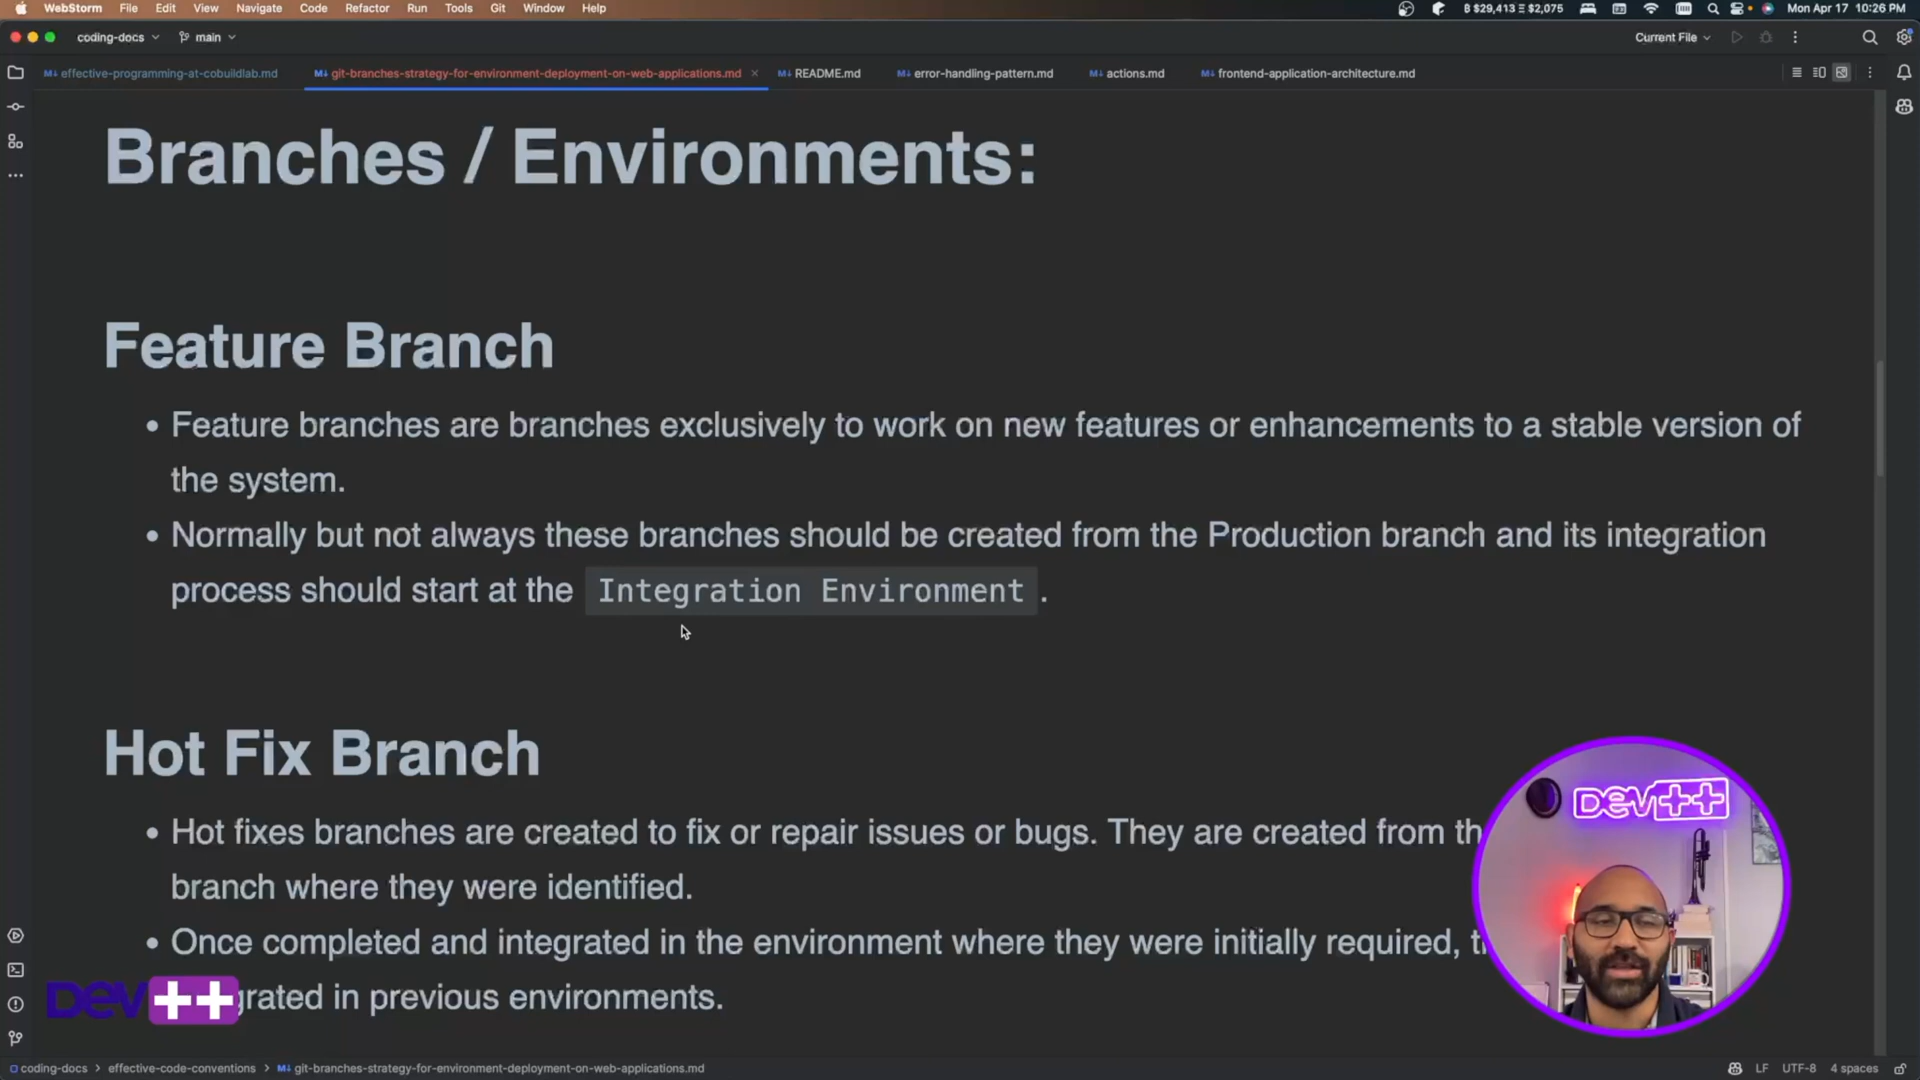 WebStorm File Edit View Navigate Code Refactor Run Tools Git Window Help
฿ $29,413 Ξ $2,075 Mon Apr 17 10:26 PM
coding-docs main Current File
effective-programming-at-cobuildlab.md git-branches-strategy-for-environment-deployment-on-web-applications.md README.md error-handling-pattern.md actions.md frontend-application-architecture.md
Branches / Environments:
Feature Branch
• Feature branches are branches exclusively to work on new features or enhancements to a stable version of
the system.
• Normally but not always these branches should be created from the Production branch and its integration
process should start at the Integration Environment .
Hot Fix Branch
• Hot fixes branches are created to fix or repair issues or bugs. They are created from
branch where they were identified.
• Once completed and integrated in the environment where they were initially required,
grated in previous environments.
DEV++
DEV++
coding-docs > effective-code-conventions > git-branches-strategy-for-environment-deployment-on-web-applications.md
LF UTF-8 4 spaces